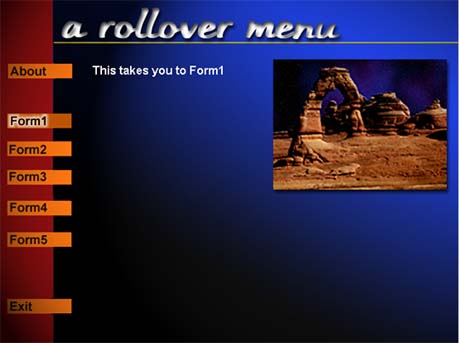 a rollover menu
About
This takes you to Form1
Form1
Form2
Form3
Form4
Form5
Exit